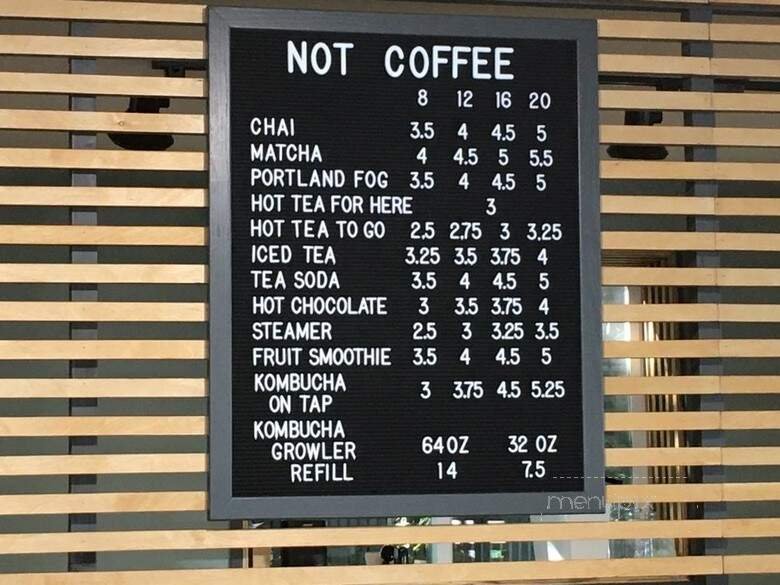 NOT COFFEE
8 12 16 20
CHAI 3.5 4 4.5 5
MATCHA 4 4.5 5 5.5
PORTLAND FOG 3.5 4 4.5 5
HOT TEA FOR HERE 3
HOT TEA TO GO 2.5 2.75 3 3.25
ICED TEA 3.25 3.5 3.75 4
TEA SODA 3.5 4 4.5 5
HOT CHOCOLATE 3 3.5 3.75 4
STEAMER 2.5 3 3.25 3.5
FRUIT SMOOTHIE 3.5 4 4.5 5
KOMBUCHA
ON TAP 3 3.75 4.5 5.25
KOMBUCHA
GROWLER 64 OZ 32 OZ
REFILL 14 7.5